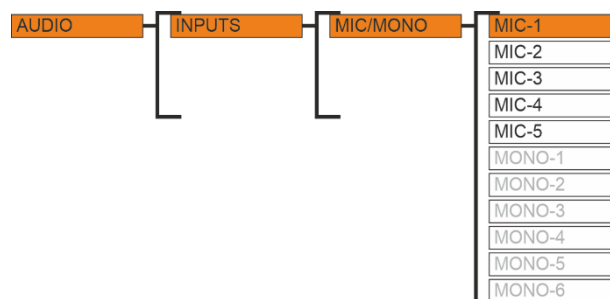 AUDIO INPUTS MIC/MONO MIC-1
MIC-2
MIC-3
MIC-4
MIC-5
MONO-1
MONO-2
MONO-3
MONO-4
MONO-5
MONO-6